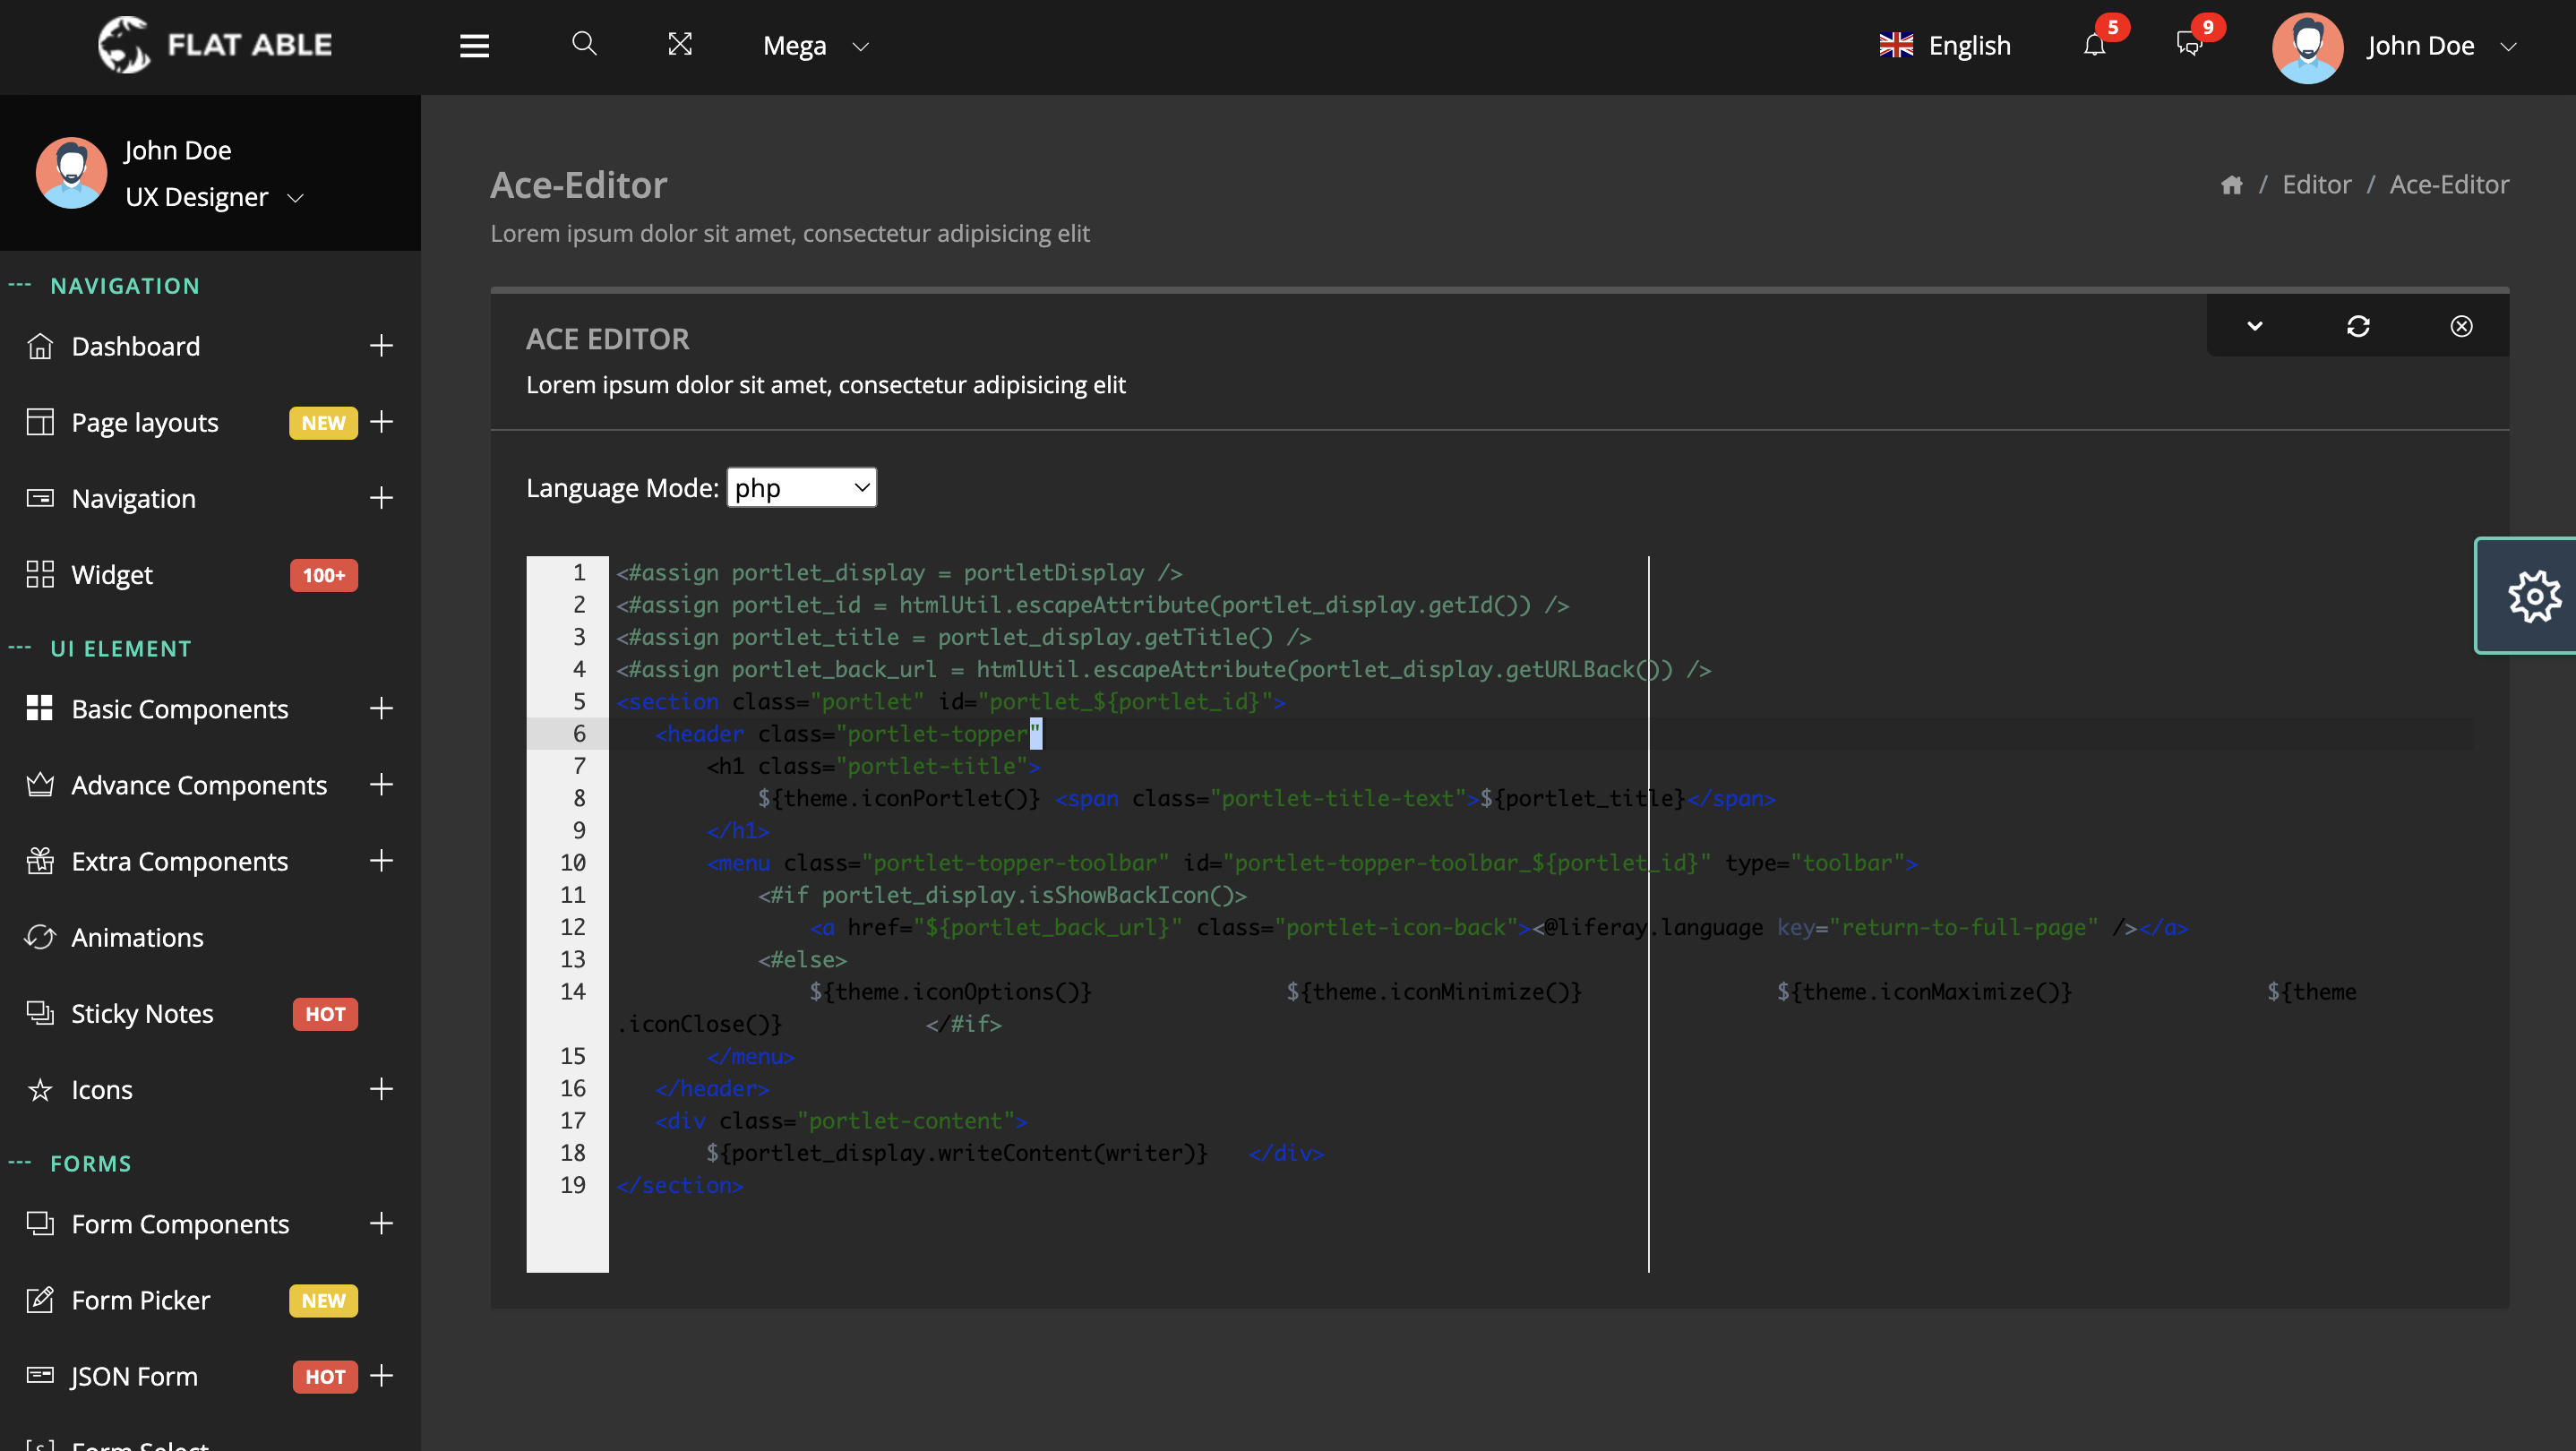 FLAT ABLE
Mega
English
5
9
John Doe
John Doe
UX Designer
--- NAVIGATION
Dashboard
Page layouts NEW
Navigation
Widget 100+
--- UI ELEMENT
Basic Components
Advance Components
Extra Components
Animations
Sticky Notes HOT
Icons
--- FORMS
Form Components
Form Picker NEW
JSON Form HOT
Form Select
Ace-Editor
Lorem ipsum dolor sit amet, consectetur adipisicing elit
/ Editor / Ace-Editor
ACE EDITOR
Lorem ipsum dolor sit amet, consectetur adipisicing elit
Language Mode: php
1 <#assign portlet_display = portletDisplay />
2 <#assign portlet_id = htmlUtil.escapeAttribute(portlet_display.getId()) />
3 <#assign portlet_title = portlet_display.getTitle() />
4 <#assign portlet_back_url = htmlUtil.escapeAttribute(portlet_display.getURLBack()) />
5 <section class="portlet" id="portlet_${portlet_id}">
6 <header class="portlet-topper"
7 <h1 class="portlet-title">
8 ${theme.iconPortlet()} <span class="portlet-title-text">${portlet_title}</span>
9 </h1>
10 <menu class="portlet-topper-toolbar" id="portlet-topper-toolbar_${portlet_id}" type="toolbar">
11 <#if portlet_display.isShowBackIcon()>
12 <a href="${portlet_back_url}" class="portlet-icon-back"><@liferay.language key="return-to-full-page" /></a>
13 <#else>
14 ${theme.iconOptions()} ${theme.iconMinimize()} ${theme.iconMaximize()} ${theme
.iconClose()} </#if>
15 </menu>
16 </header>
17 <div class="portlet-content">
18 ${portlet_display.writeContent(writer)} </div>
19 </section>